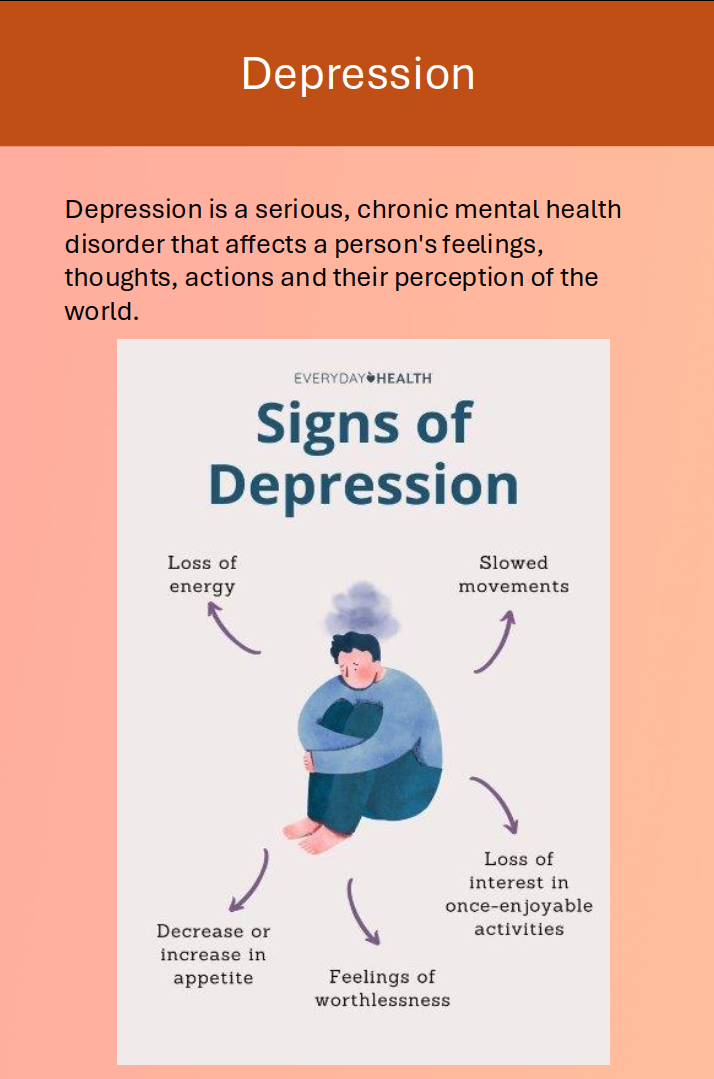 Depression
Depression is a serious, chronic mental health
disorder that affects a person's feelings,
thoughts, actions and their perception of the
world.
EVERYDAY HEALTH
Signs of
Depression
Loss of
energy
Slowed
movements
Loss of
interest in
once-enjoyable
activities
Decrease or
increase in
appetite
Feelings of
worthlessness